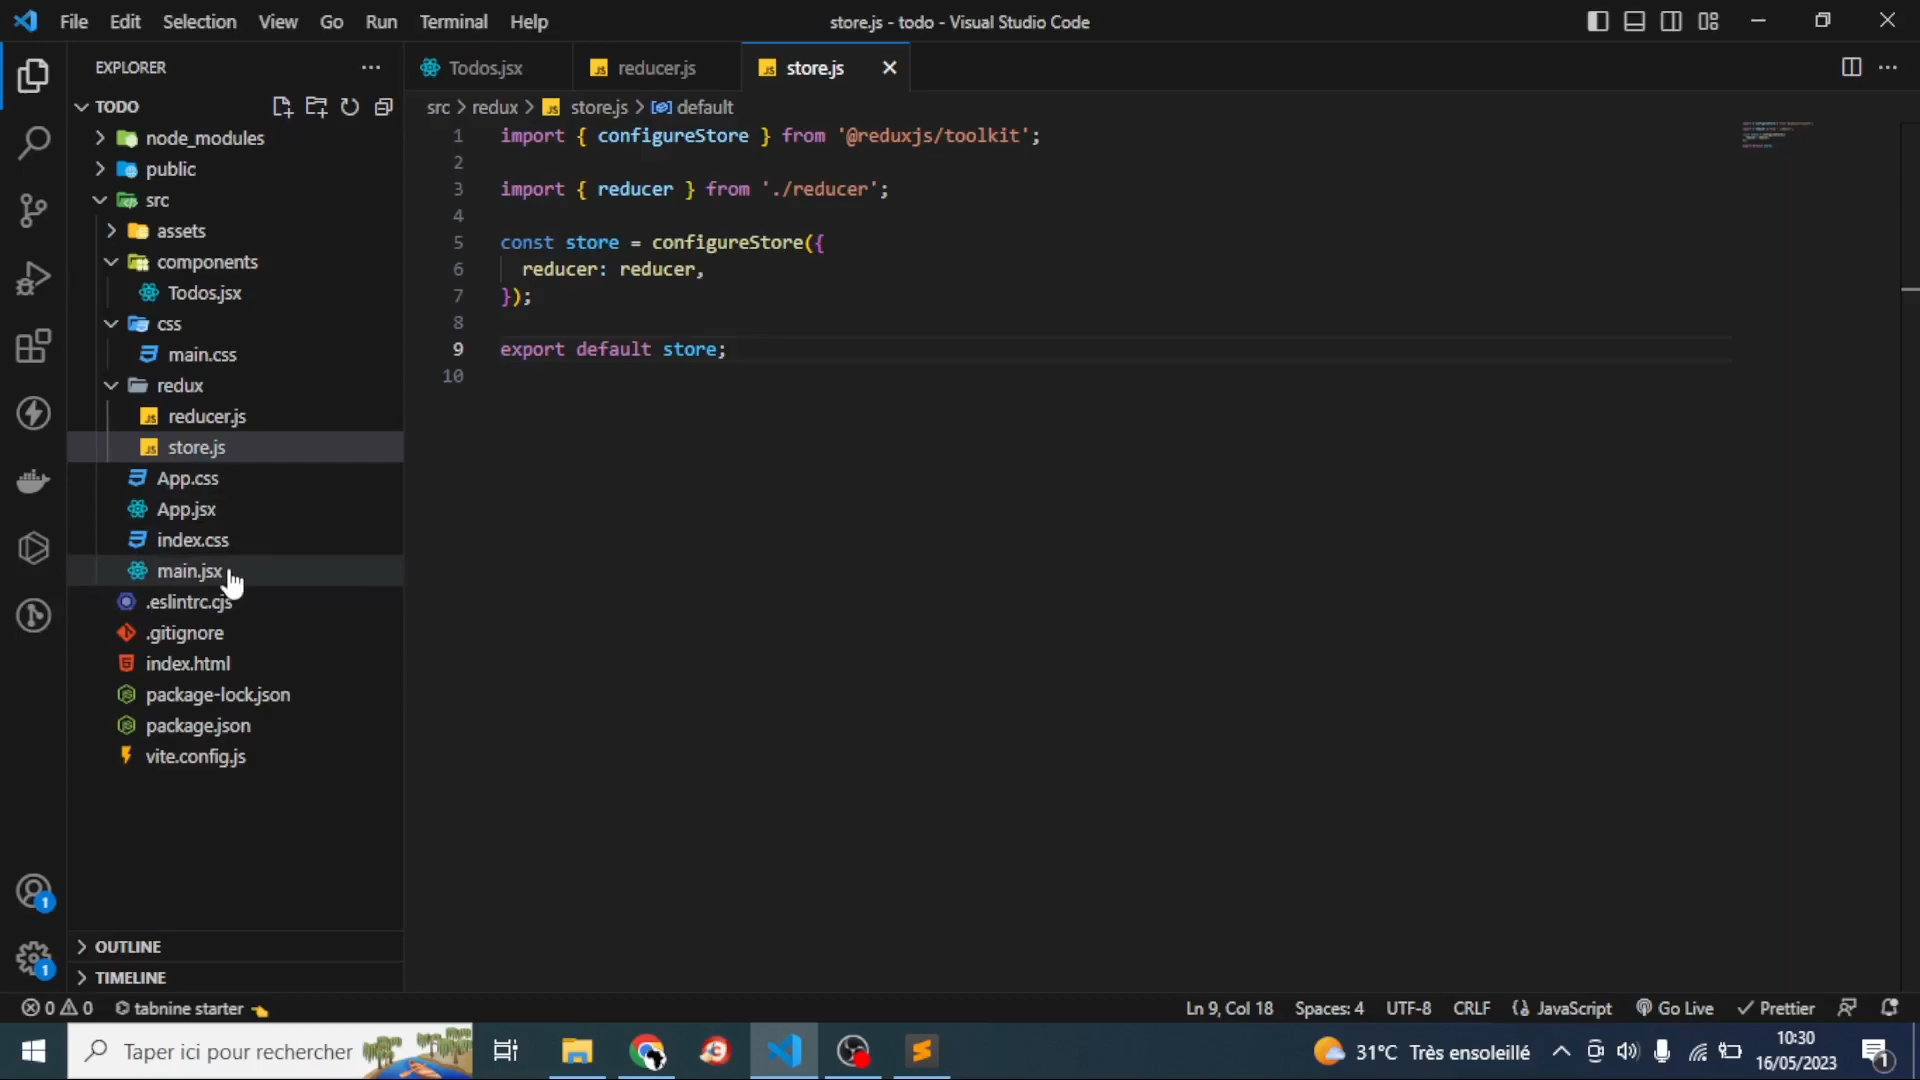 File Edit Selection View Go Run Terminal Help
store.js - todo - Visual Studio Code
EXPLORER
TODO
node_modules
public
src
assets
components
Todos.jsx
css
main.css
redux
reducer.js
store.js
App.css
App.jsx
index.css
main.jsx
.eslintrc.cjs
.gitignore
index.html
package-lock.json
package.json
vite.config.js
OUTLINE
TIMELINE
Todos.jsx reducer.js store.js
src > redux > store.js > default
1 import { configureStore } from '@reduxjs/toolkit';
2
3 import { reducer } from './reducer';
4
5 const store = configureStore({
6 reducer: reducer,
7 });
8
9 export default store;
10
1
1
0 0 tabnine starter
Ln 9, Col 18 Spaces: 4 UTF-8 CRLF JavaScript Go Live Prettier
Taper ici pour rechercher
31°C Très ensoleillé
10:30
16/05/2023
1